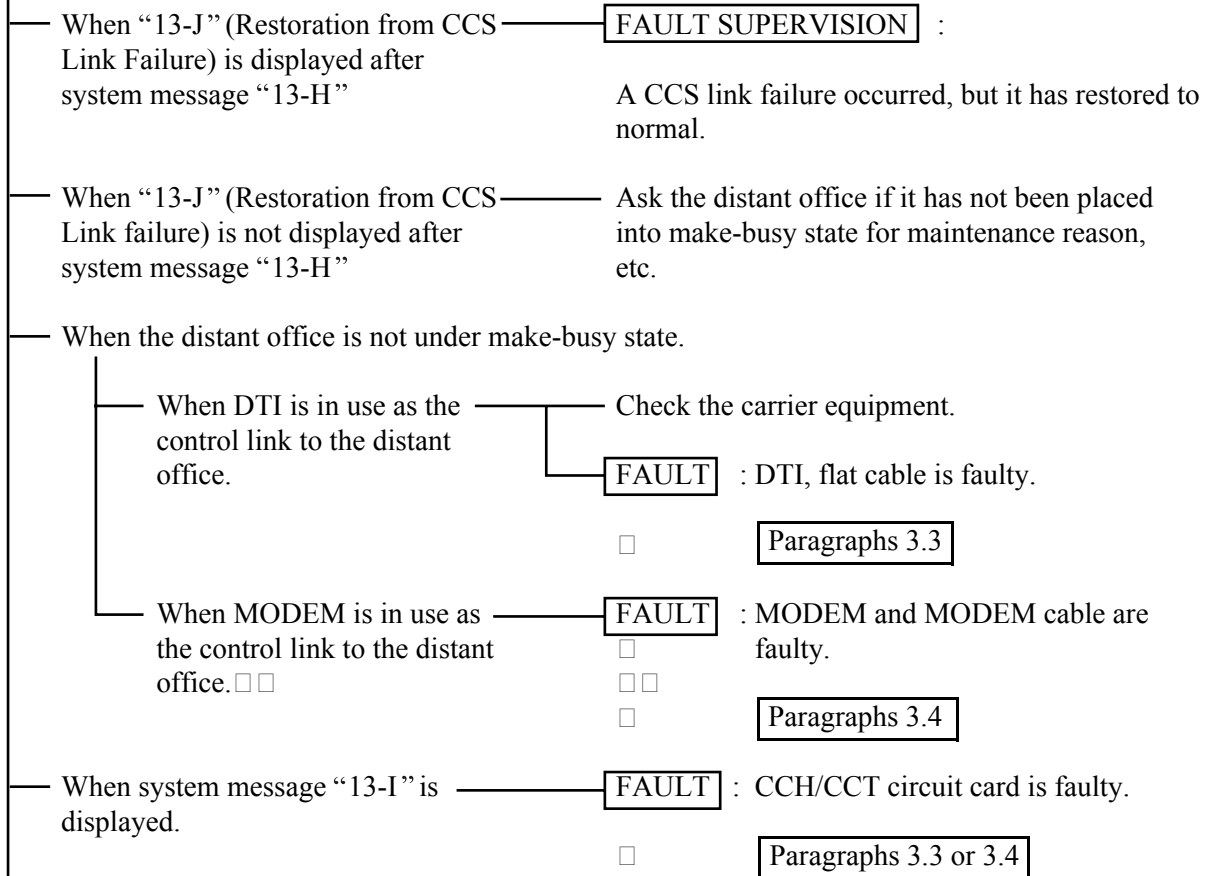 When “13-J” (Restoration from CCS Link Failure) is displayed after system message “13-H”
FAULT SUPERVISION :
A CCS link failure occurred, but it has restored to normal.
When “13-J” (Restoration from CCS Link failure) is not displayed after system message “13-H”
Ask the distant office if it has not been placed into make-busy state for maintenance reason, etc.
When the distant office is not under make-busy state.
When DTI is in use as the control link to the distant office.
Check the carrier equipment.
FAULT : DTI, flat cable is faulty.
□ Paragraphs 3.3
When MODEM is in use as the control link to the distant office.□□
FAULT : MODEM and MODEM cable are faulty.
□
□□
□ Paragraphs 3.4
When system message “13-I” is displayed.
FAULT : CCH/CCT circuit card is faulty.
□ Paragraphs 3.3 or 3.4